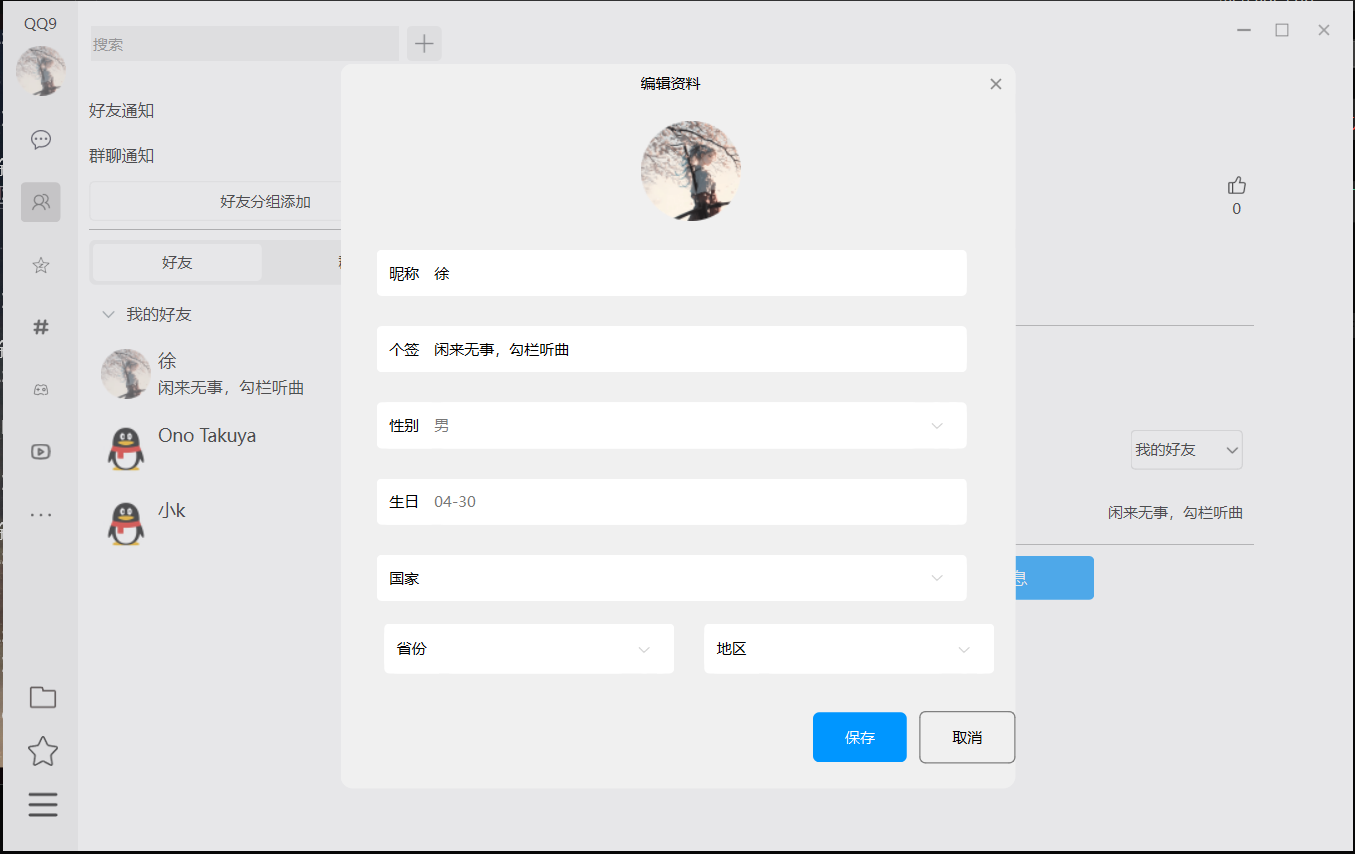 QQ9
搜索
好友通知
群聊通知
好友分组添加
好友
我的好友
徐
闲来无事，勾栏听曲
Ono Takuya
小k
编辑资料
昵称 徐
个签 闲来无事，勾栏听曲
性别 男
生日 04-30
国家
省份
地区
保存
取消
0
我的好友
闲来无事，勾栏听曲
息